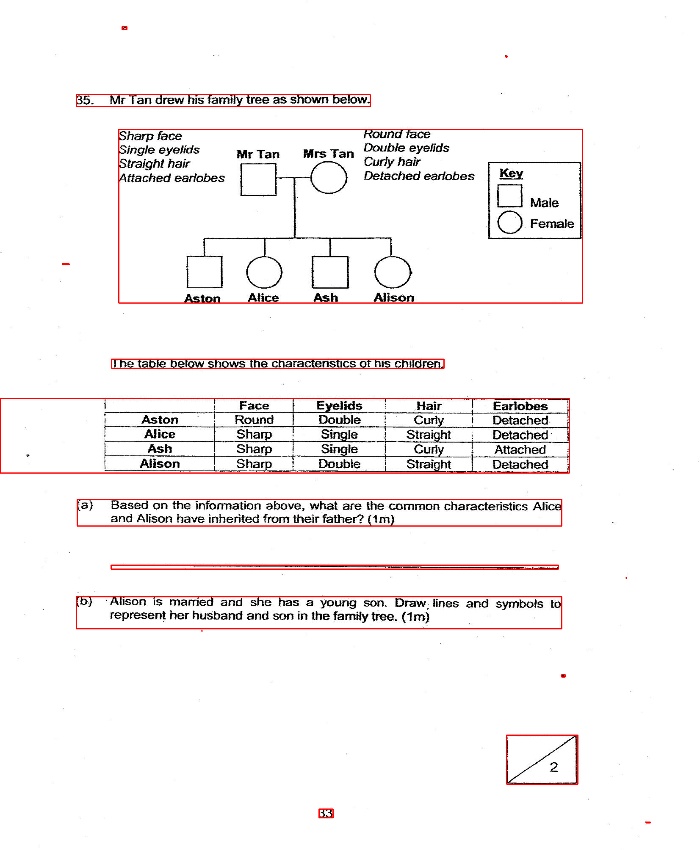 35. Mr Tan drew his family tree as shown below.
Sharp face
Single eyelids
Straight hair
Attached earlobes
Mr Tan Mrs Tan
Round face
Double eyelids
Curly hair
Detached earlobes
Key
Male
Female
Aston Alice Ash Alison
The table below shows the characteristics of his children.
Face Eyelids Hair Earlobes
Aston Round Double Curly Detached
Alice Sharp Single Straight Detached
Ash Sharp Single Curly Attached
Alison Sharp Double Straight Detached
(a) Based on the information above, what are the common characteristics Alice
and Alison have inherited from their father? (1m)
(b) Alison is married and she has a young son. Draw lines and symbols to
represent her husband and son in the family tree. (1m)
2
33